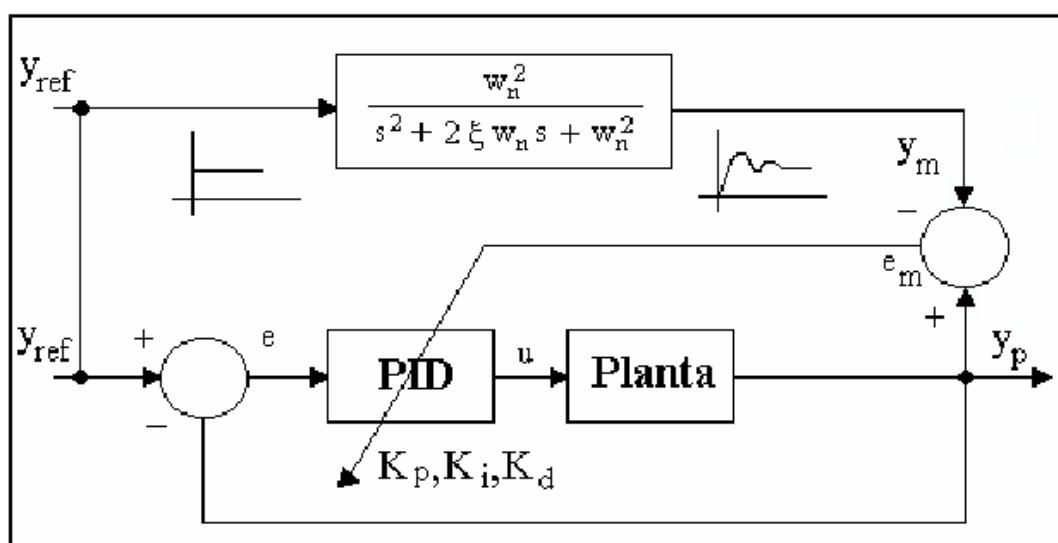 y_ref
w_n^2
s^2 + 2 ξ w_n s + w_n^2
y_m
−
e_m
+
y_ref
+
e
PID
u
Planta
y_p
−
K_p, K_i, K_d